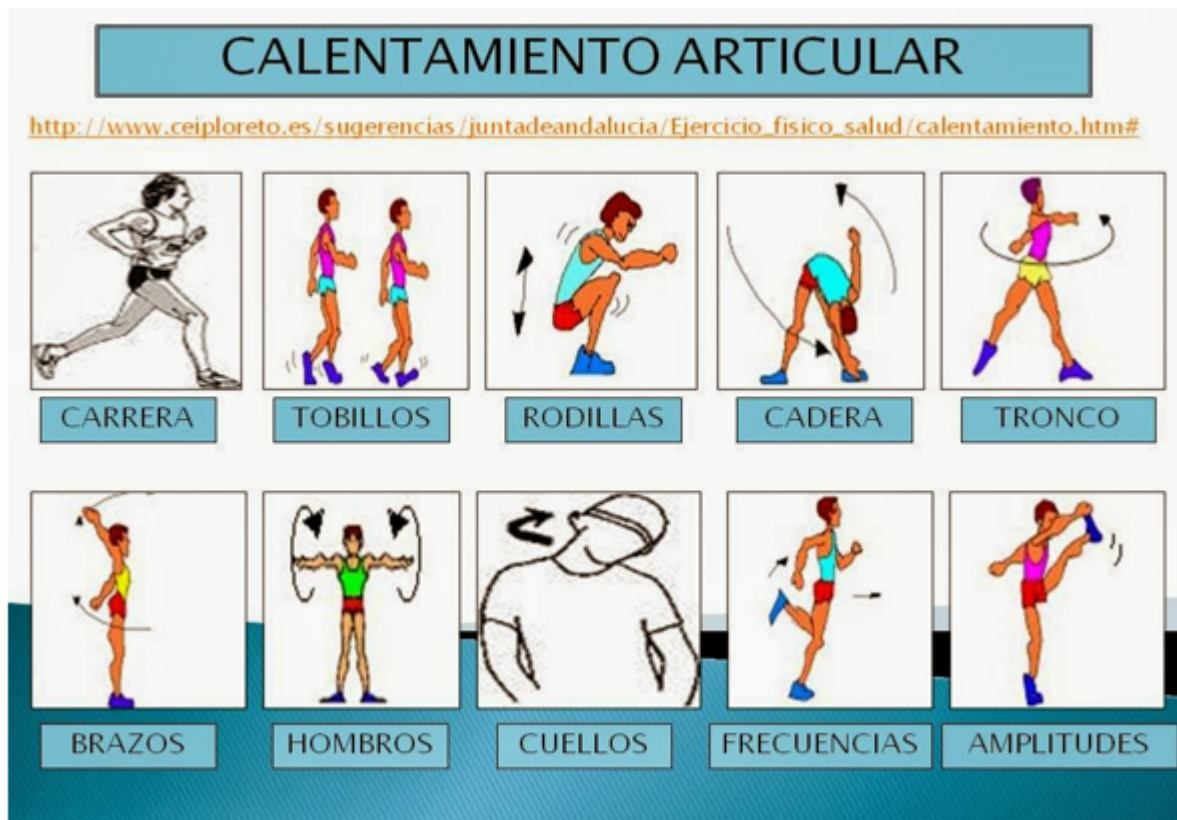 CALENTAMIENTO ARTICULAR
http://www.ceiploreto.es/sugerencias/juntadeandalucia/Ejercicio_fisico_salud/calentamiento.htm#
CARRERA
TOBILLOS
RODILLAS
CADERA
TRONCO
BRAZOS
HOMBROS
CUELLOS
FRECUENCIAS
AMPLITUDES